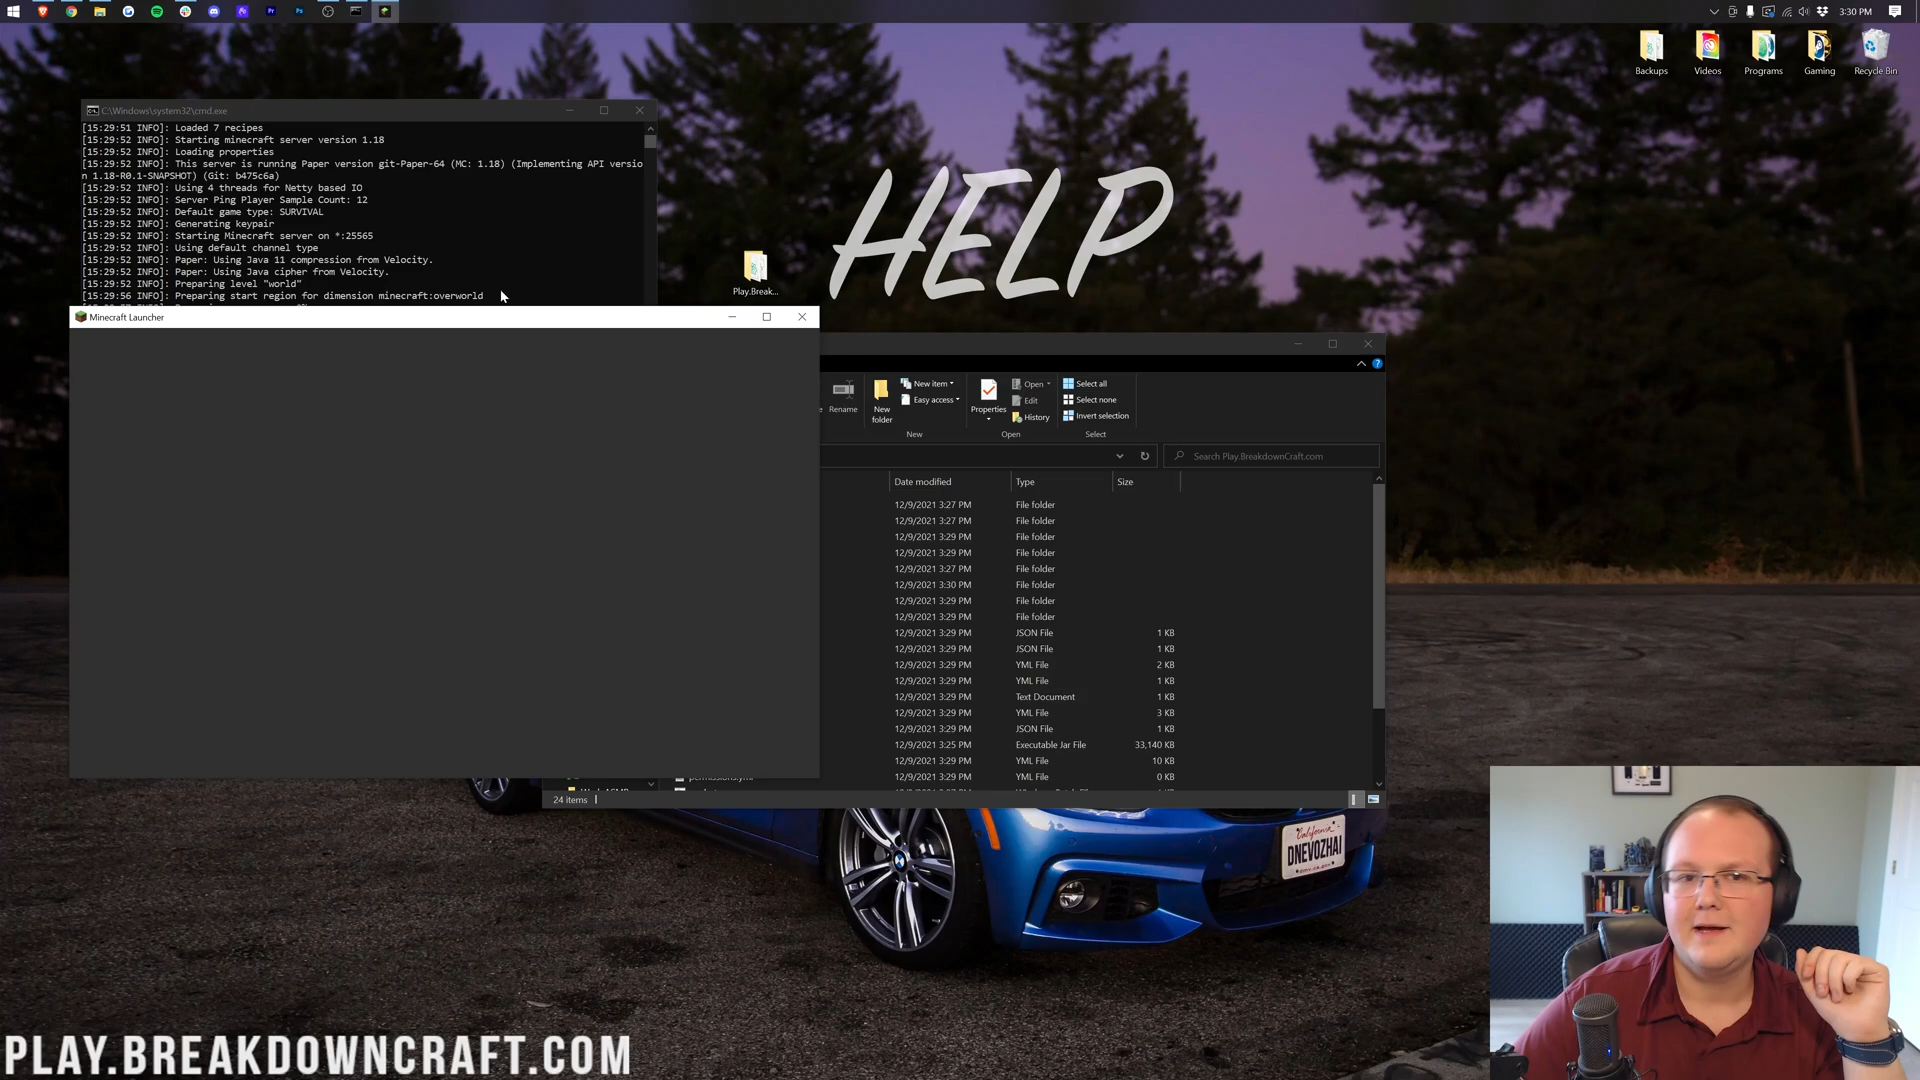 3:30 PM
Backups
Videos
Programs
Gaming
Recycle Bin
C:\Windows\system32\cmd.exe
[15:29:51 INFO]: Loaded 7 recipes
[15:29:52 INFO]: Starting minecraft server version 1.18
[15:29:52 INFO]: Loading properties
[15:29:52 INFO]: This server is running Paper version git-Paper-64 (MC: 1.18) (Implementing API versio
n 1.18-R0.1-SNAPSHOT) (Git: b475c6a)
[15:29:52 INFO]: Using 4 threads for Netty based IO
[15:29:52 INFO]: Server Ping Player Sample Count: 12
[15:29:52 INFO]: Default game type: SURVIVAL
[15:29:52 INFO]: Generating keypair
[15:29:52 INFO]: Starting Minecraft server on *:25565
[15:29:52 INFO]: Using default channel type
[15:29:52 INFO]: Paper: Using Java 11 compression from Velocity.
[15:29:52 INFO]: Paper: Using Java cipher from Velocity.
[15:29:52 INFO]: Preparing level "world"
[15:29:56 INFO]: Preparing start region for dimension minecraft:overworld
HELP
Play.Break...
Minecraft Launcher
Rename
New folder
New item
Easy access
New
Properties
Open
Edit
History
Open
Select all
Select none
Invert selection
Select
Search Play.BreakdownCraft.com
Date modified Type Size
12/9/2021 3:27 PM File folder
12/9/2021 3:27 PM File folder
12/9/2021 3:29 PM File folder
12/9/2021 3:29 PM File folder
12/9/2021 3:27 PM File folder
12/9/2021 3:30 PM File folder
12/9/2021 3:29 PM File folder
12/9/2021 3:29 PM File folder
12/9/2021 3:29 PM JSON File 1 KB
12/9/2021 3:29 PM JSON File 1 KB
12/9/2021 3:29 PM YML File 2 KB
12/9/2021 3:29 PM YML File 1 KB
12/9/2021 3:29 PM Text Document 1 KB
12/9/2021 3:29 PM YML File 3 KB
12/9/2021 3:29 PM JSON File 1 KB
12/9/2021 3:25 PM Executable Jar File 33,140 KB
12/9/2021 3:29 PM YML File 10 KB
12/9/2021 3:29 PM YML File 0 KB
24 items
California
DNEVOZHAI
PLAY.BREAKDOWNCRAFT.COM